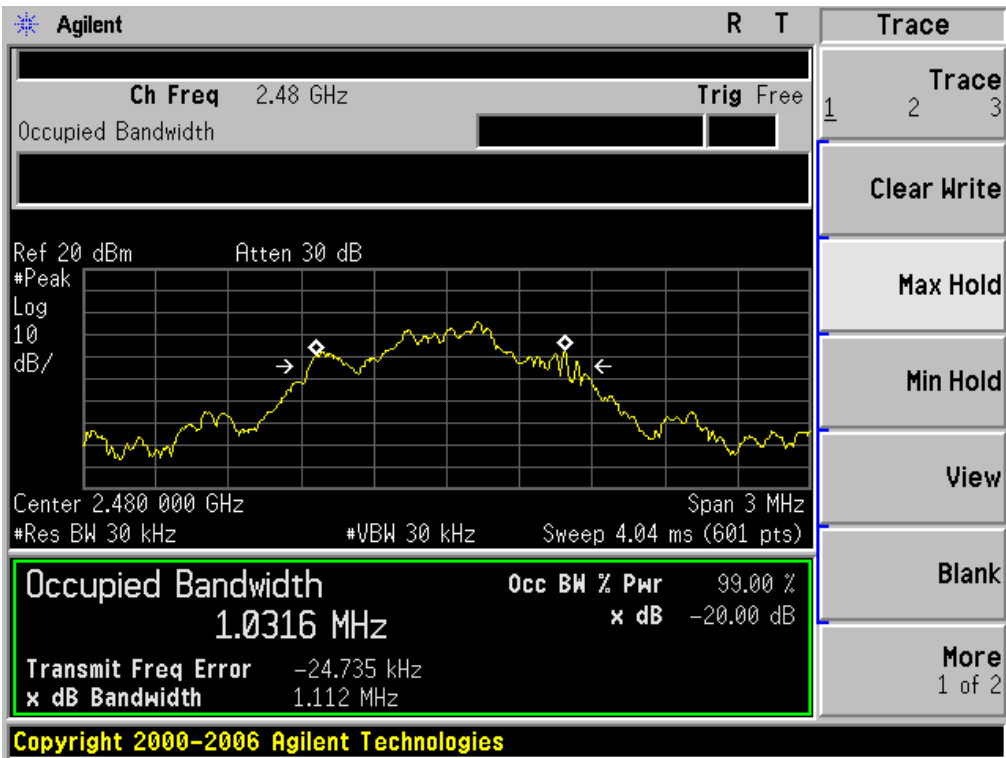 Agilent R T
Ch Freq 2.48 GHz Trig Free
Occupied Bandwidth
Ref 20 dBm Atten 30 dB
#Peak
Log
10
dB/
Center 2.480 000 GHz Span 3 MHz
#Res BW 30 kHz #VBW 30 kHz Sweep 4.04 ms (601 pts)
Occupied Bandwidth Occ BW % Pwr 99.00 %
1.0316 MHz x dB -20.00 dB
Transmit Freq Error -24.735 kHz
x dB Bandwidth 1.112 MHz
Copyright 2000-2006 Agilent Technologies
Trace
Trace
1 2 3
Clear Write
Max Hold
Min Hold
View
Blank
More
1 of 2